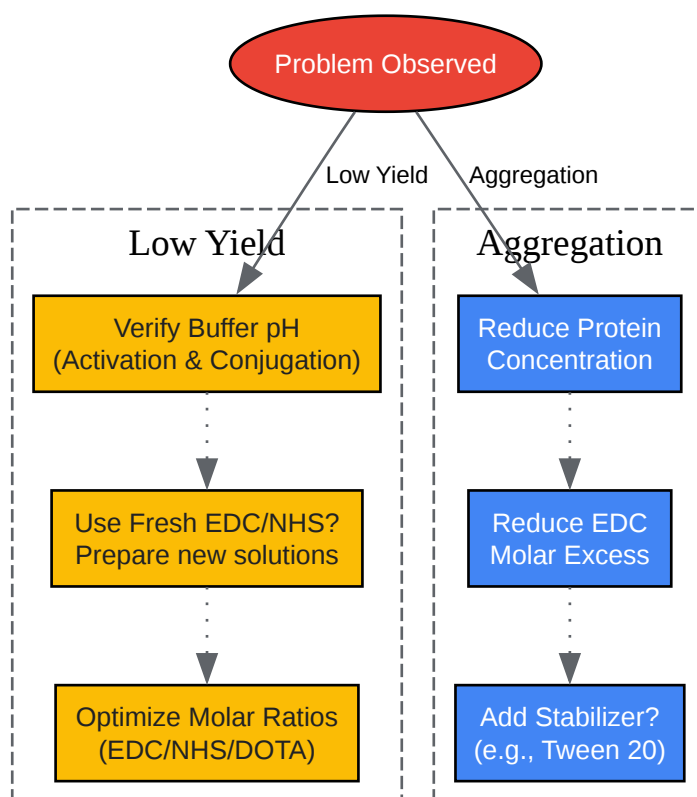 Problem Observed
Low Yield
Aggregation
Low Yield
Verify Buffer pH
(Activation & Conjugation)
Use Fresh EDC/NHS?
Prepare new solutions
Optimize Molar Ratios
(EDC/NHS/DOTA)
Aggregation
Reduce Protein
Concentration
Reduce EDC
Molar Excess
Add Stabilizer?
(e.g., Tween 20)